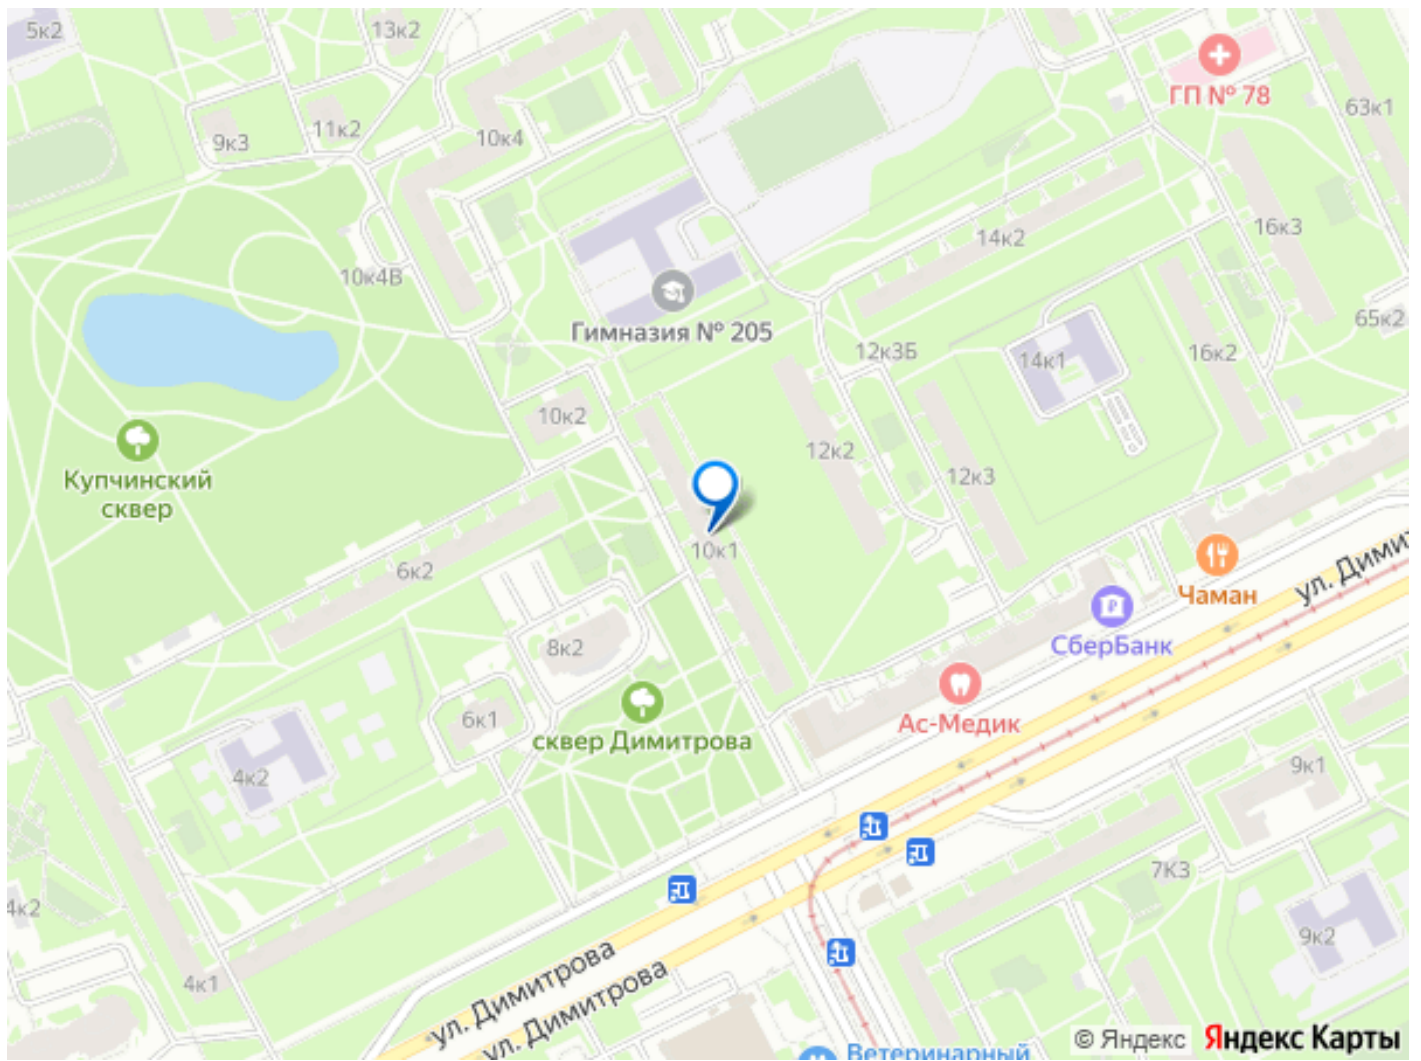 5к2
13к2
ГП № 78
63к1
11к2
9к3
10к4
14к2
16к3
10к4В
Гимназия № 205
65к2
12к3Б
16к2
14к1
10к2
12к2
12к3
Купчинский
сквер
10к1
6к2
ул. Димит
Чаман
СберБанк
8к2
Ас-Медик
6к1
сквер Димитрова
4к2
9к1
7К3
4к2
9к2
4к1
ул. Димитрова
ул. Димитрова
© Яндекс
Яндекс Карты
Ветеринарный